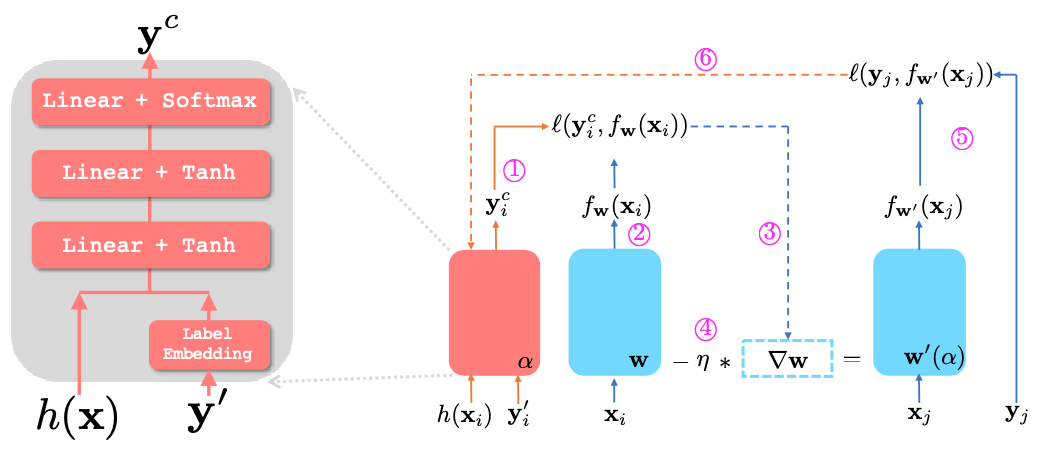 y^c
Linear + Softmax
Linear + Tanh
Linear + Tanh
Label
Embedding
h(x) y′
⑥
ℓ(y_j, f_w′(x_j))
ℓ(y_i^c, f_w(x_i))
⑤
①
y_i^c f_w(x_i) f_w′(x_j)
② ③
④
α w − η * ∇w = w′(α)
h(x_i) y′_i x_i x_j y_j